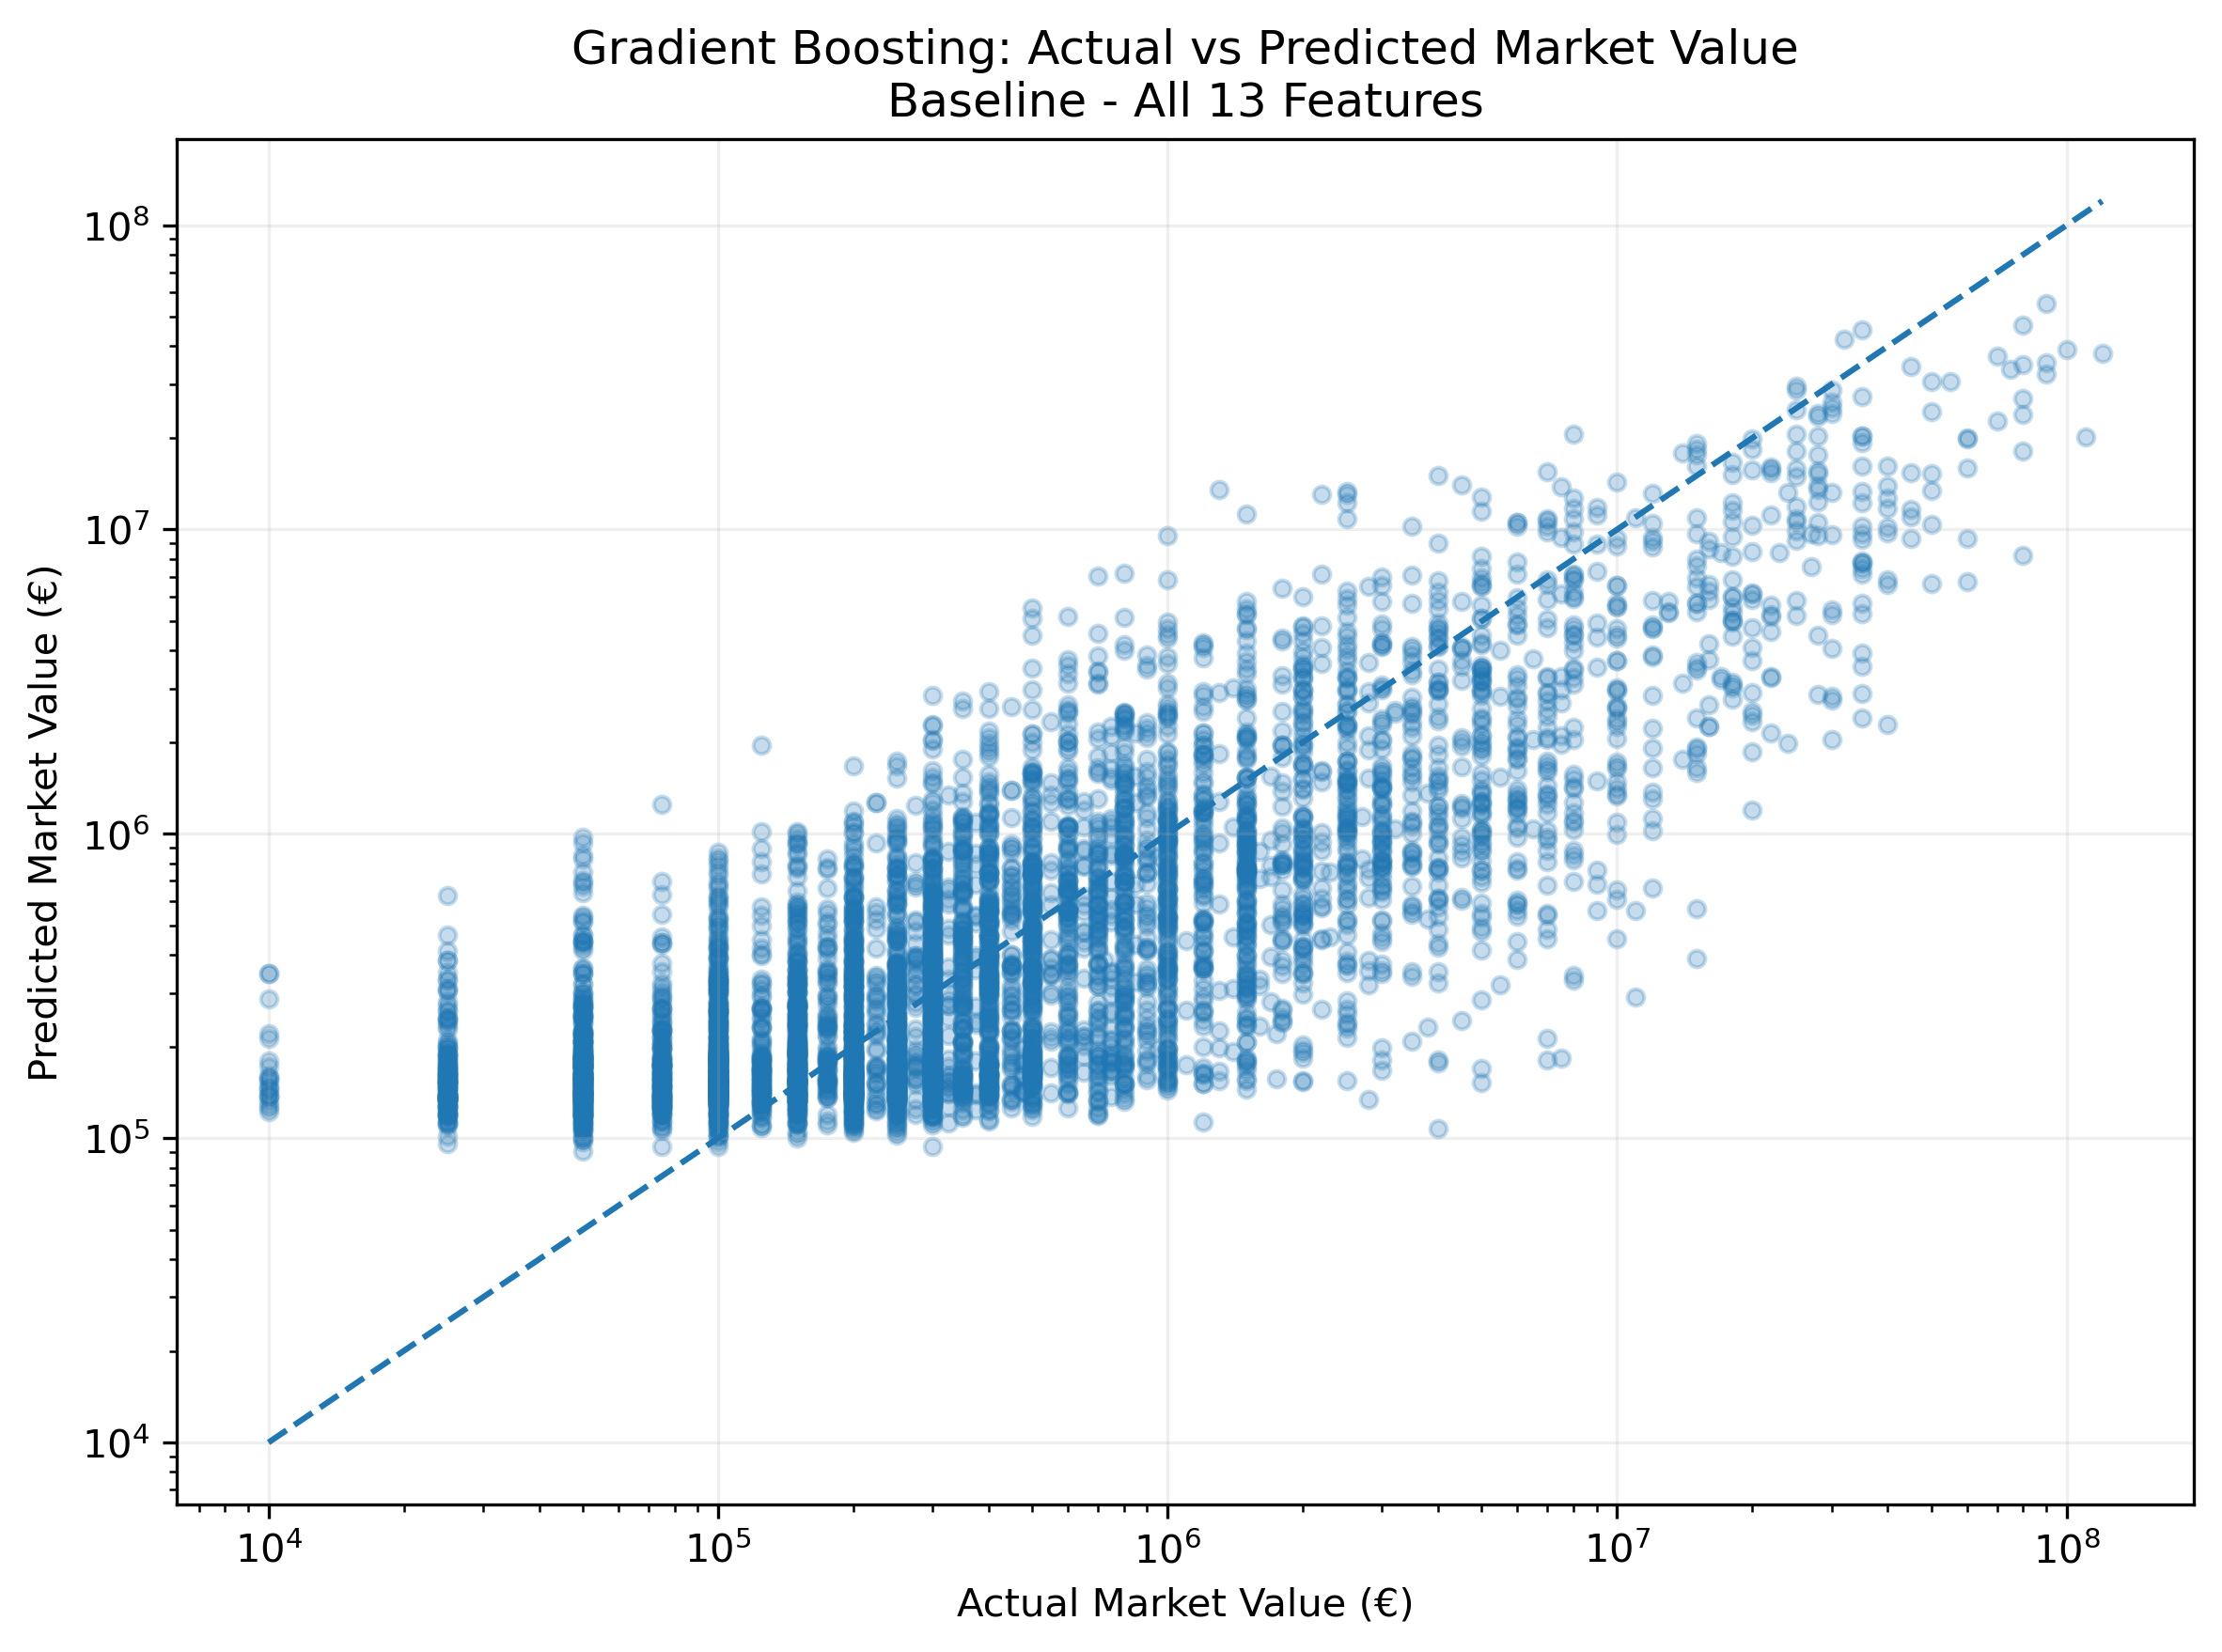 Gradient Boosting: Actual vs Predicted Market Value
Baseline - All 13 Features
Predicted Market Value (€)
10⁸
10⁷
10⁶
10⁵
10⁴
10⁴ 10⁵ 10⁶ 10⁷ 10⁸
Actual Market Value (€)